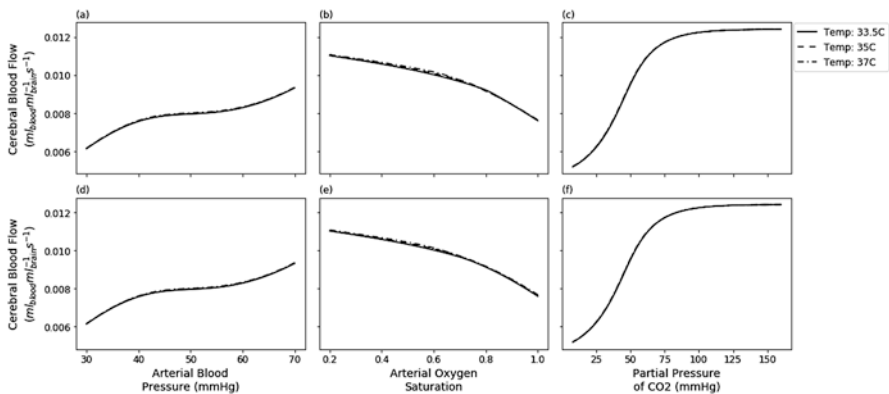 (a)
(b)
(c)
Cerebral Blood Flow
(ml_blood ml_brain^-1 s^-1)
0.012
0.010
0.008
0.006
Temp: 33.5C
Temp: 35C
Temp: 37C
(d)
(e)
(f)
Cerebral Blood Flow
(ml_blood ml_brain^-1 s^-1)
0.012
0.010
0.008
0.006
30 40 50 60 70
0.2 0.4 0.6 0.8 1.0
25 50 75 100 125 150
Arterial Blood
Pressure (mmHg)
Arterial Oxygen
Saturation
Partial Pressure
of CO2 (mmHg)